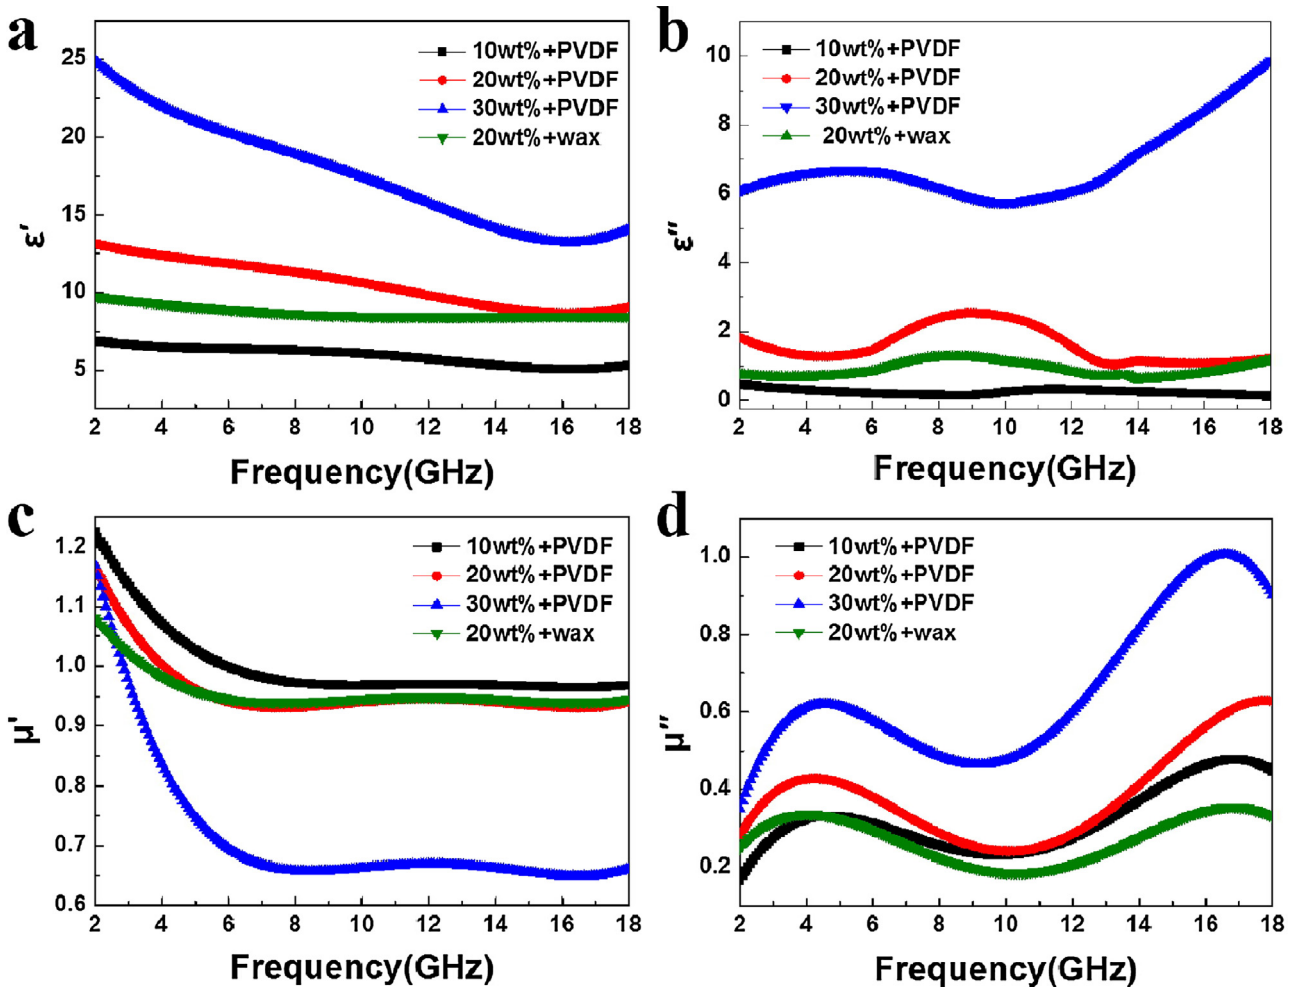 a
10wt%+PVDF
20wt%+PVDF
30wt%+PVDF
20wt%+wax
25
20
15
10
5
ε′
2 4 6 8 10 12 14 16 18
Frequency(GHz)
b
10wt%+PVDF
20wt%+PVDF
30wt%+PVDF
20wt%+wax
10
8
6
4
2
0
ε″
2 4 6 8 10 12 14 16 18
Frequency(GHz)
c
10wt%+PVDF
20wt%+PVDF
30wt%+PVDF
20wt%+wax
1.2
1.1
1.0
0.9
0.8
0.7
0.6
μ′
2 4 6 8 10 12 14 16 18
Frequency(GHz)
d
10wt%+PVDF
20wt%+PVDF
30wt%+PVDF
20wt%+wax
1.0
0.8
0.6
0.4
0.2
μ″
2 4 6 8 10 12 14 16 18
Frequency(GHz)